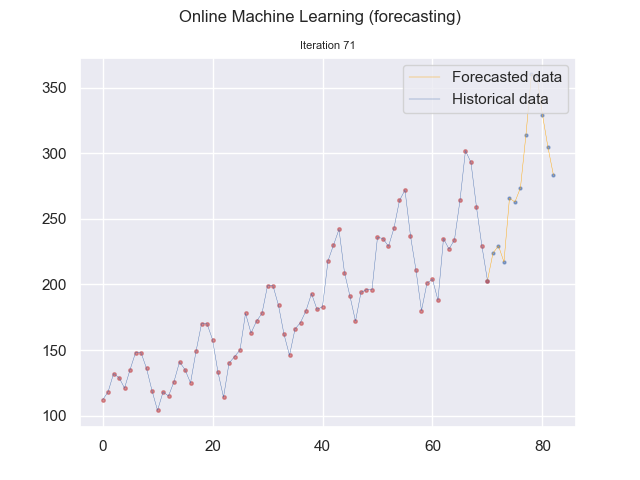 Online Machine Learning (forecasting)
Iteration 71
350
300
250
200
150
100
0
20
40
60
80
Forecasted data
Historical data